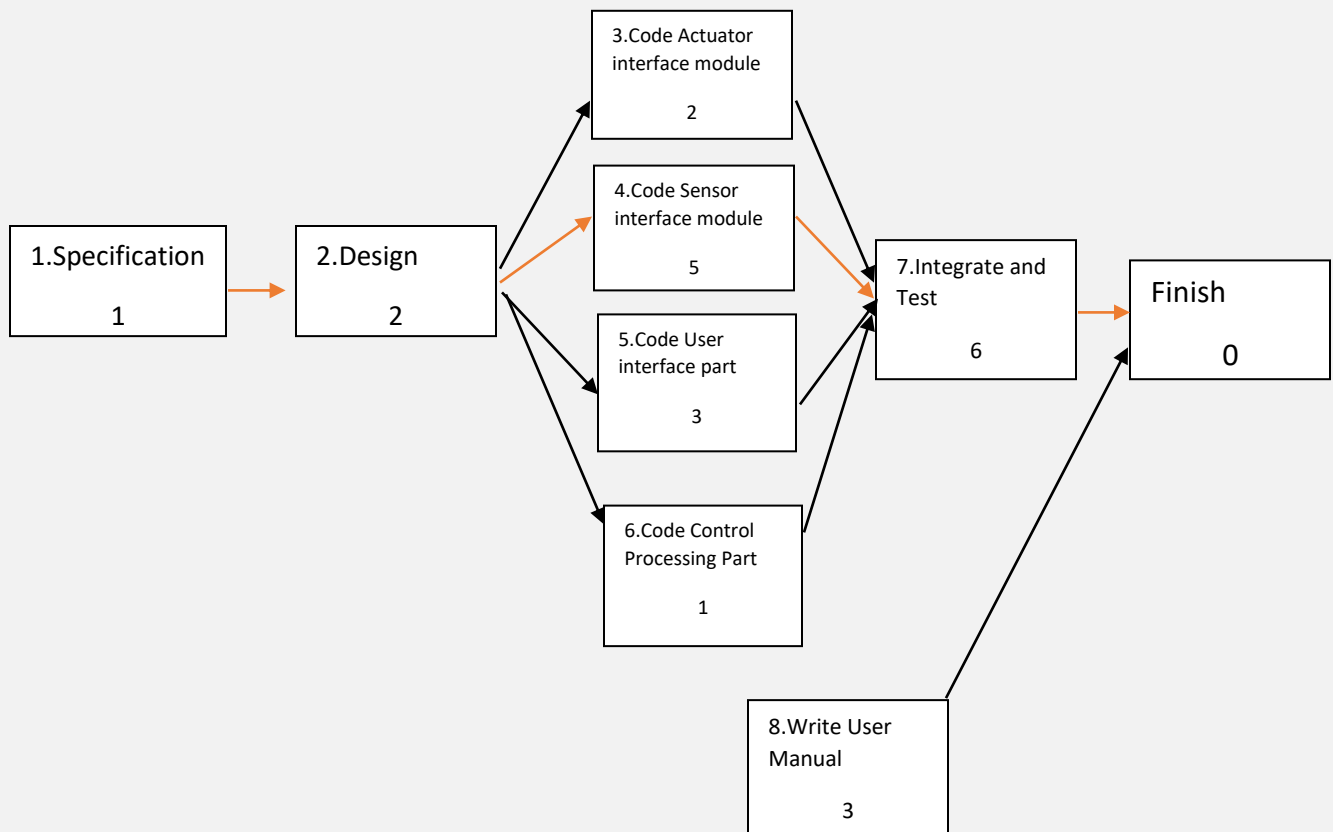 1.Specification
1
2.Design
2
3.Code Actuator
interface module
2
4.Code Sensor
interface module
5
5.Code User
interface part
3
6.Code Control
Processing Part
1
7.Integrate and
Test
6
Finish
0
8.Write User
Manual
3